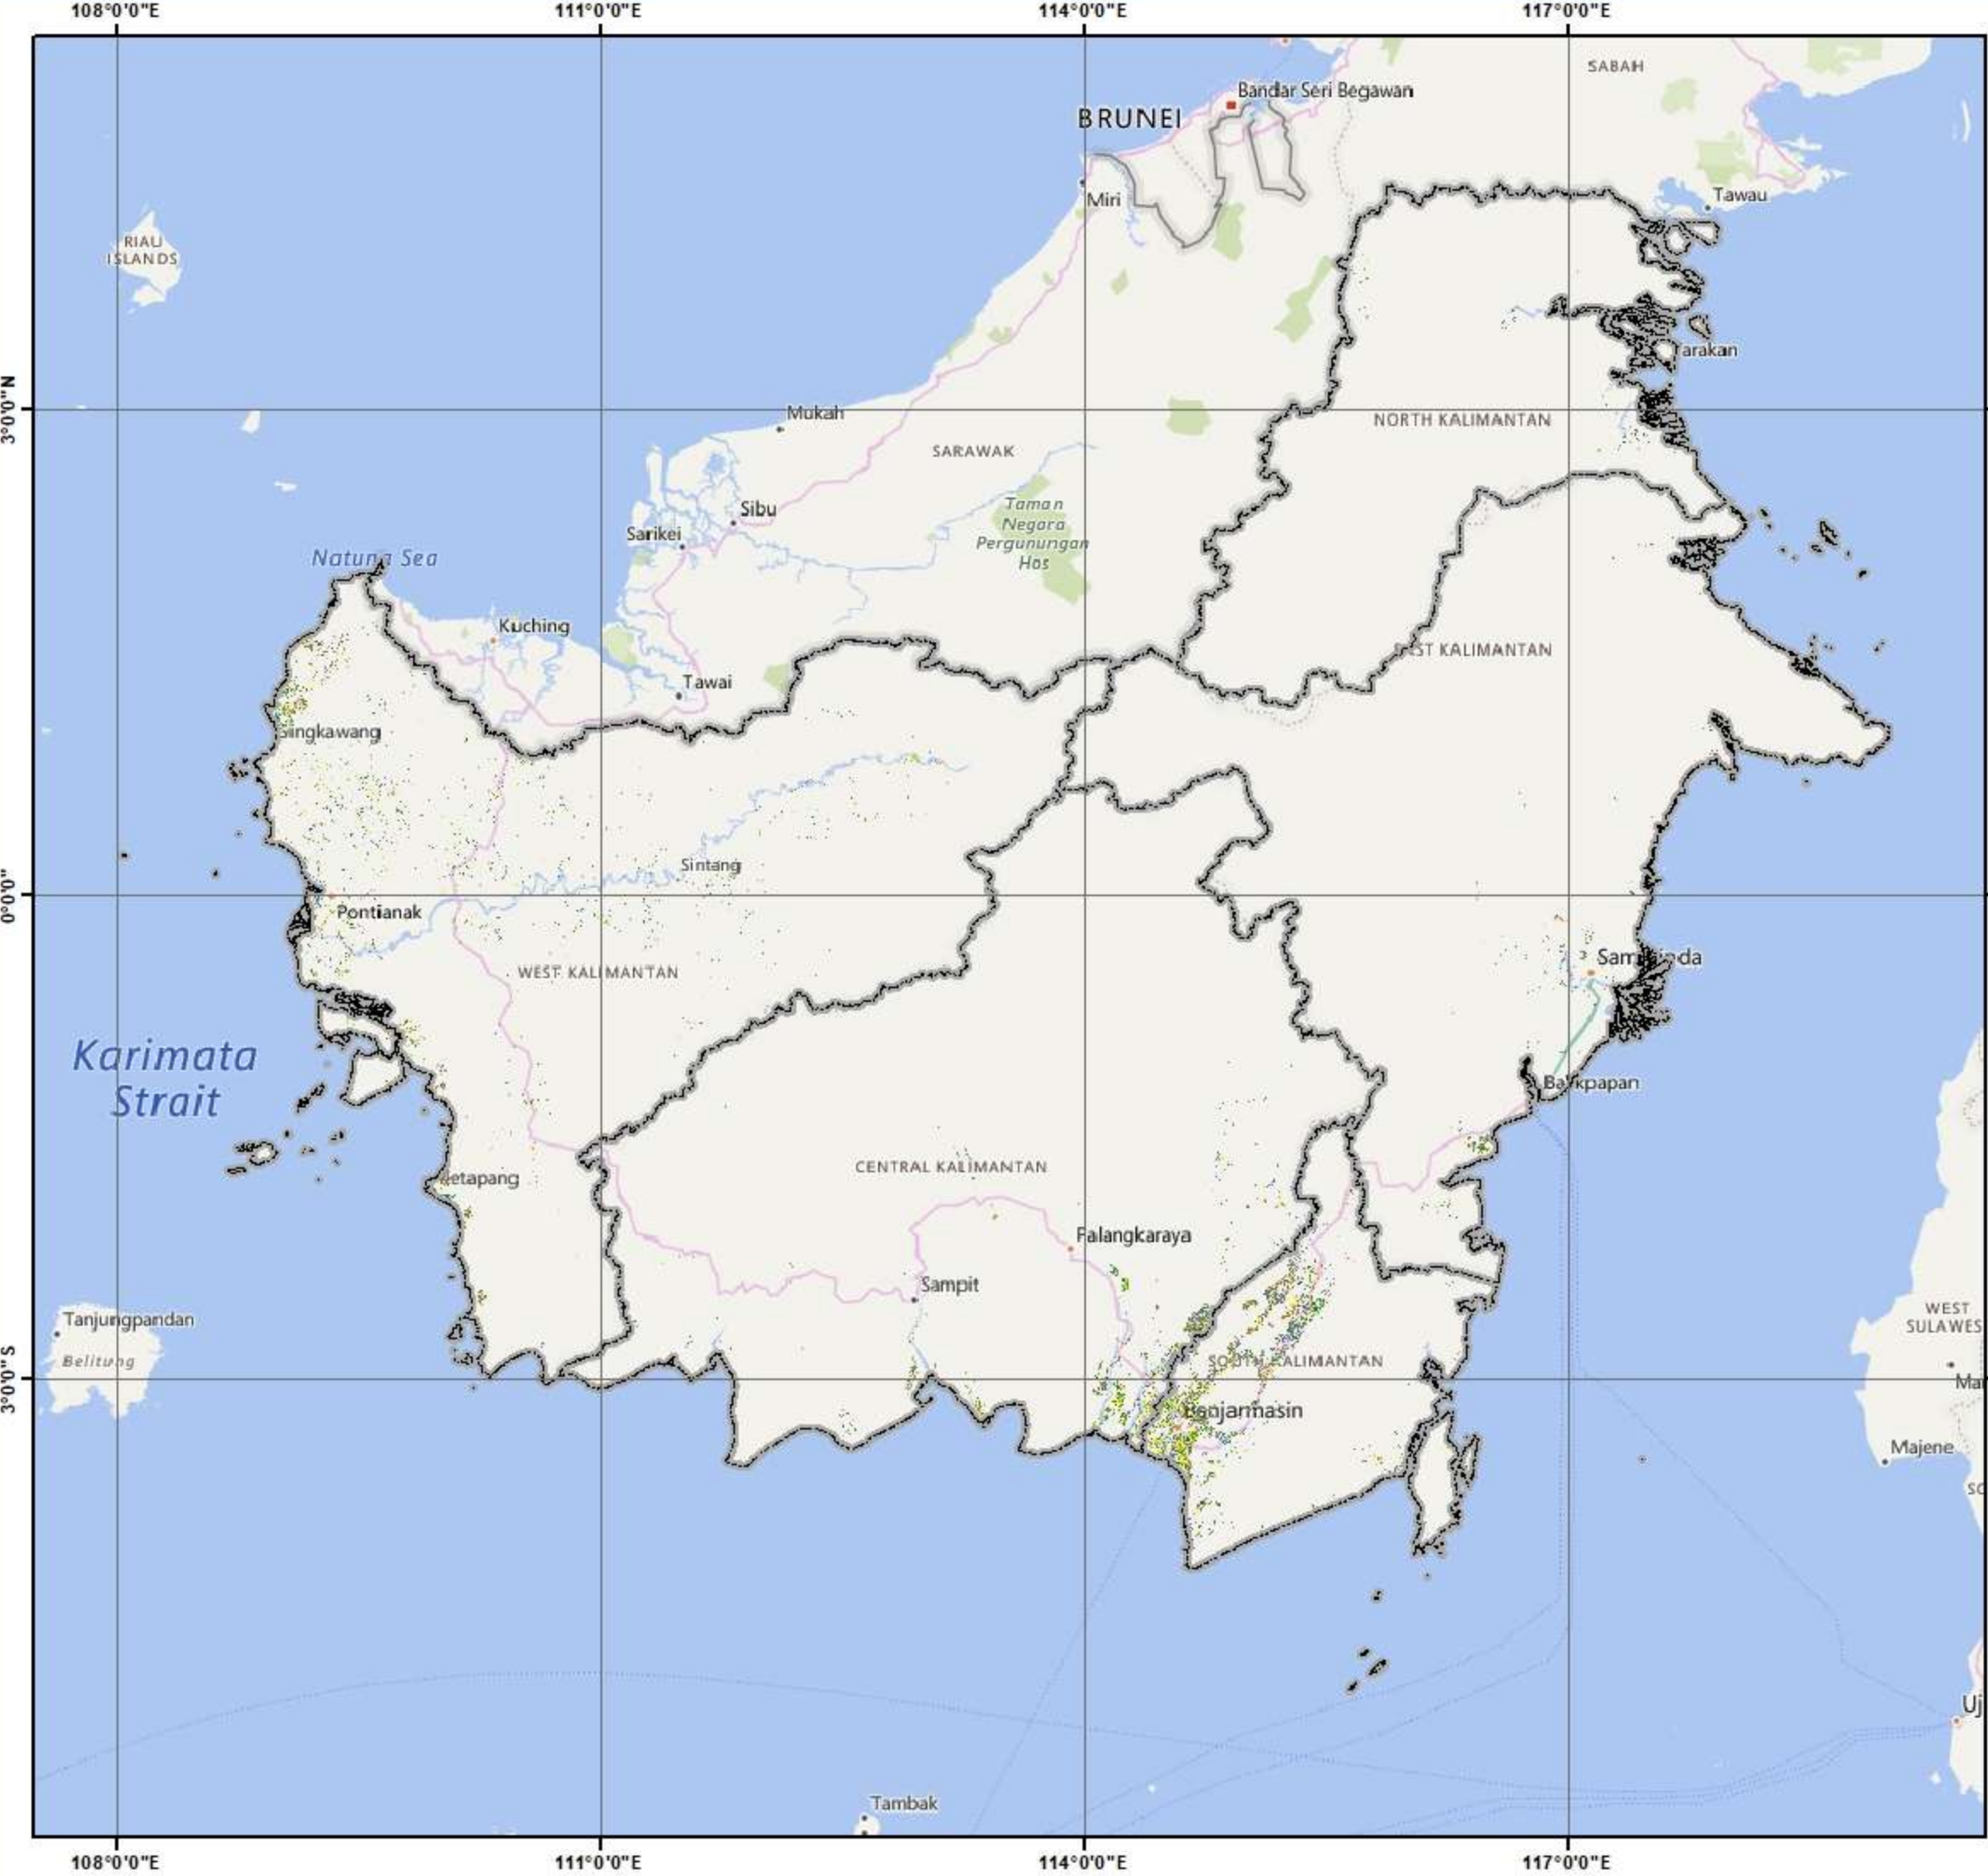 108°0'0"E 111°0'0"E 114°0'0"E 117°0'0"E
SABAH
Bandar Seri Begawan
BRUNEI
Tawau
Miri
RIAU
ISLANDS
Tarakan
3°0'0"N
Mukah
NORTH KALIMANTAN
SARAWAK
Taman
Negara
Pergunungan
Hos
Sibu
Sarikei
Natuna Sea
Kuching
EAST KALIMANTAN
Tawai
Singkawang
Sintang
0°0'0"
Pontianak
Samarinda
WEST KALIMANTAN
Karimata
Strait
Balikpapan
CENTRAL KALIMANTAN
Ketapang
Palangkaraya
Sampit
Tanjungpandan
Belitung
WEST
SULAWES
SOUTH KALIMANTAN
3°0'0"S
Mar
Banjarmasin
Majene
SO
Uj
Tambak
108°0'0"E 111°0'0"E 114°0'0"E 117°0'0"E